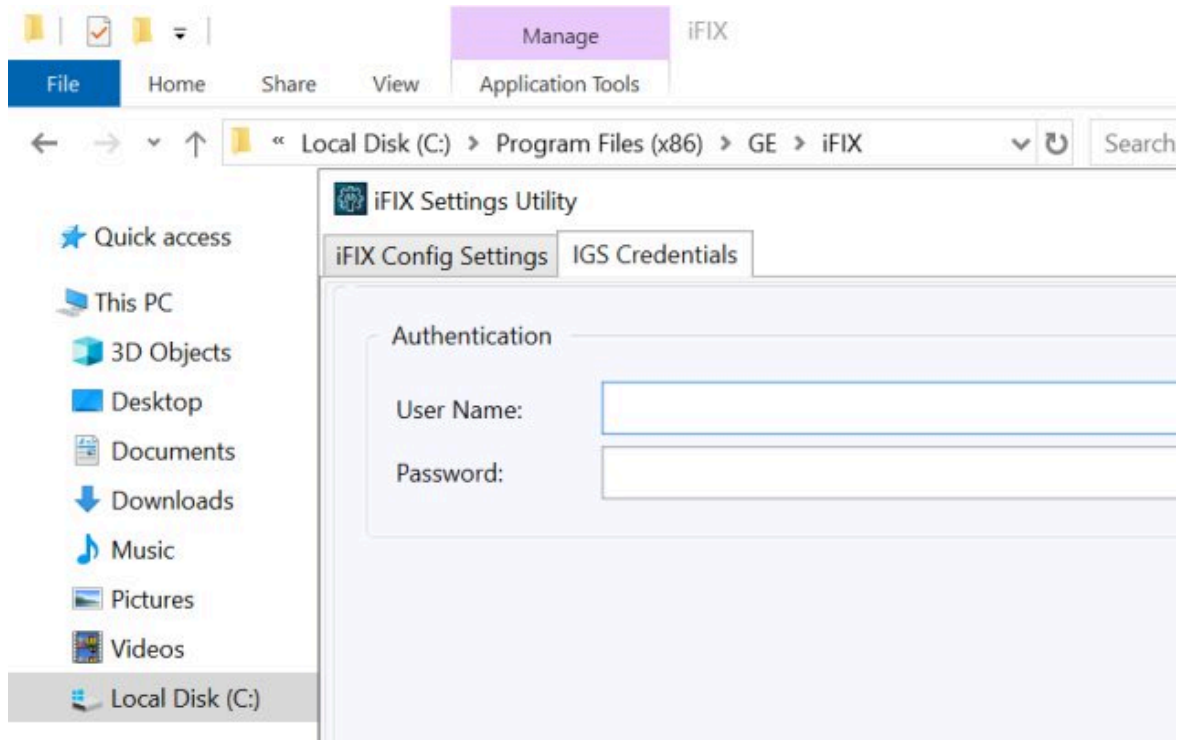 Manage iFIX
File Home Share View Application Tools
« Local Disk (C:) > Program Files (x86) > GE > iFIX Search
iFIX Settings Utility
iFIX Config Settings IGS Credentials
Quick access
This PC
3D Objects
Desktop
Documents
Downloads
Music
Pictures
Videos
Local Disk (C:)
Authentication
User Name:
Password: